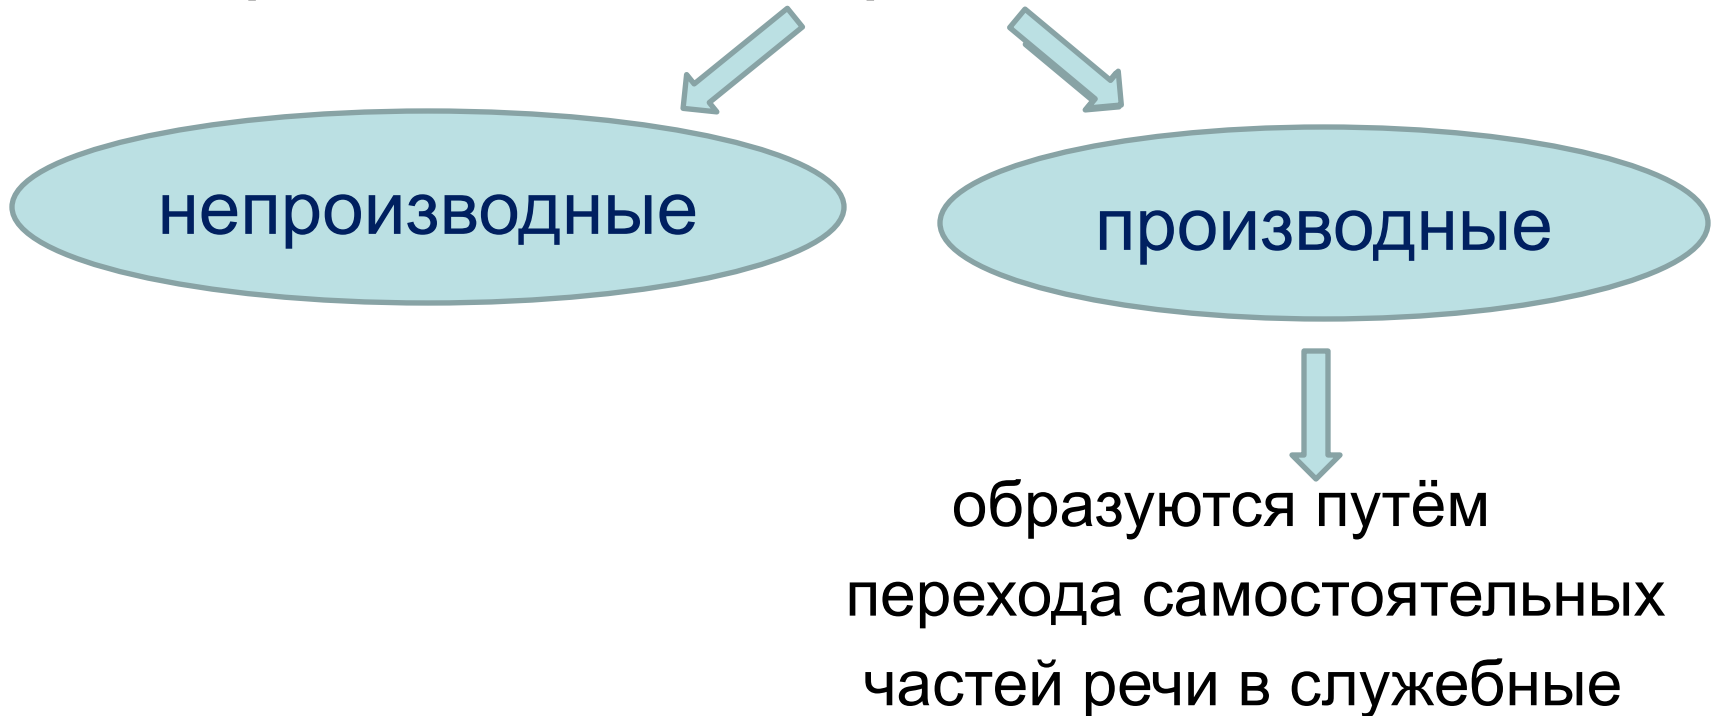 непроизводные
производные
образуются путём
перехода самостоятельных
частей речи в служебные